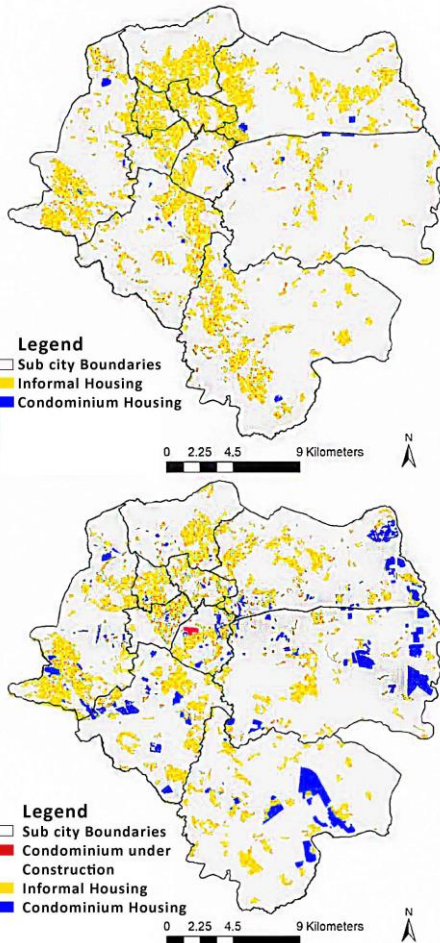 Legend
Sub city Boundaries
Informal Housing
Condominium Housing
0 2.25 4.5 9 Kilometers
N
Legend
Sub city Boundaries
Condominium under
Construction
Informal Housing
Condominium Housing
0 2.25 4.5 9 Kilometers
N